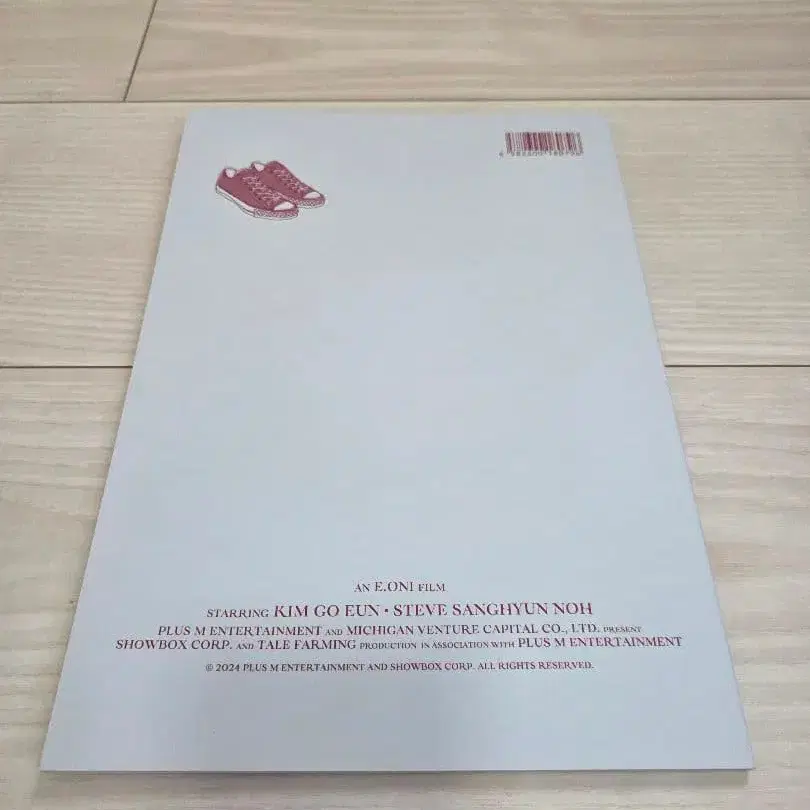 AN E.ONI FILM
STARRING KIM GO EUN • STEVE SANGHYUN NOH
PLUS M ENTERTAINMENT AND MICHIGAN VENTURE CAPITAL CO., LTD. PRESENT
SHOWBOX CORP. AND TALE FARMING PRODUCTION IN ASSOCIATION WITH PLUS M ENTERTAINMENT
© 2024 PLUS M ENTERTAINMENT AND SHOWBOX CORP. ALL RIGHTS RESERVED.